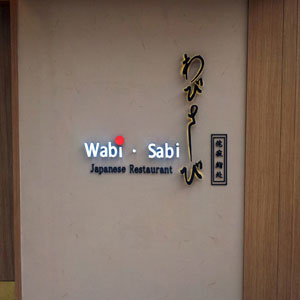 Wabi · Sabi
Japanese Restaurant
わびさび